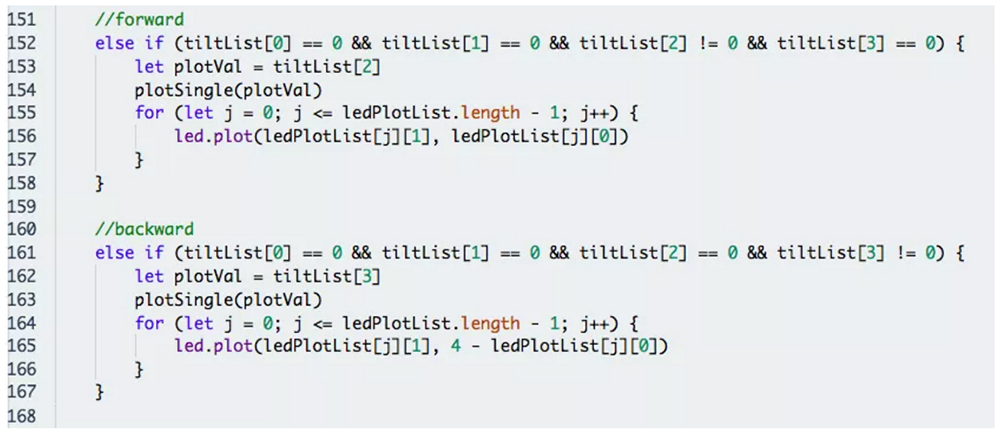 151 //forward
152 else if (tiltList[0] == 0 && tiltList[1] == 0 && tiltList[2] != 0 && tiltList[3] == 0) {
153 let plotVal = tiltList[2]
154 plotSingle(plotVal)
155 for (let j = 0; j <= ledPlotList.length - 1; j++) {
156 led.plot(ledPlotList[j][1], ledPlotList[j][0])
157 }
158 }
159
160 //backward
161 else if (tiltList[0] == 0 && tiltList[1] == 0 && tiltList[2] == 0 && tiltList[3] != 0) {
162 let plotVal = tiltList[3]
163 plotSingle(plotVal)
164 for (let j = 0; j <= ledPlotList.length - 1; j++) {
165 led.plot(ledPlotList[j][1], 4 - ledPlotList[j][0])
166 }
167 }
168